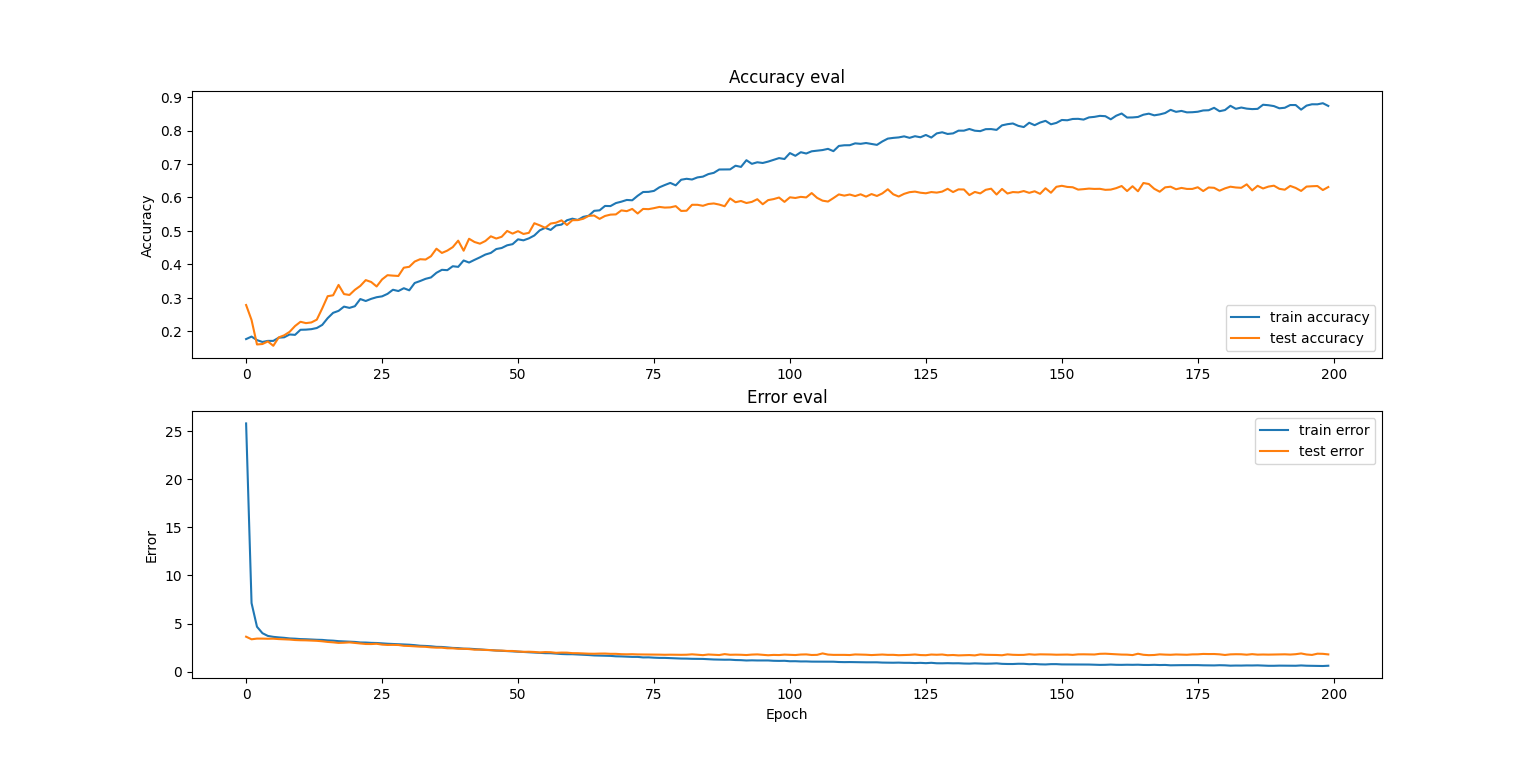 Accuracy eval
0.9
0.8
0.7
0.6
0.5
0.4
0.3
0.2
Accuracy
train accuracy
test accuracy
0 25 50 75 100 125 150 175 200
Error eval
25
20
15
10
5
0
Error
train error
test error
0 25 50 75 100 125 150 175 200
Epoch